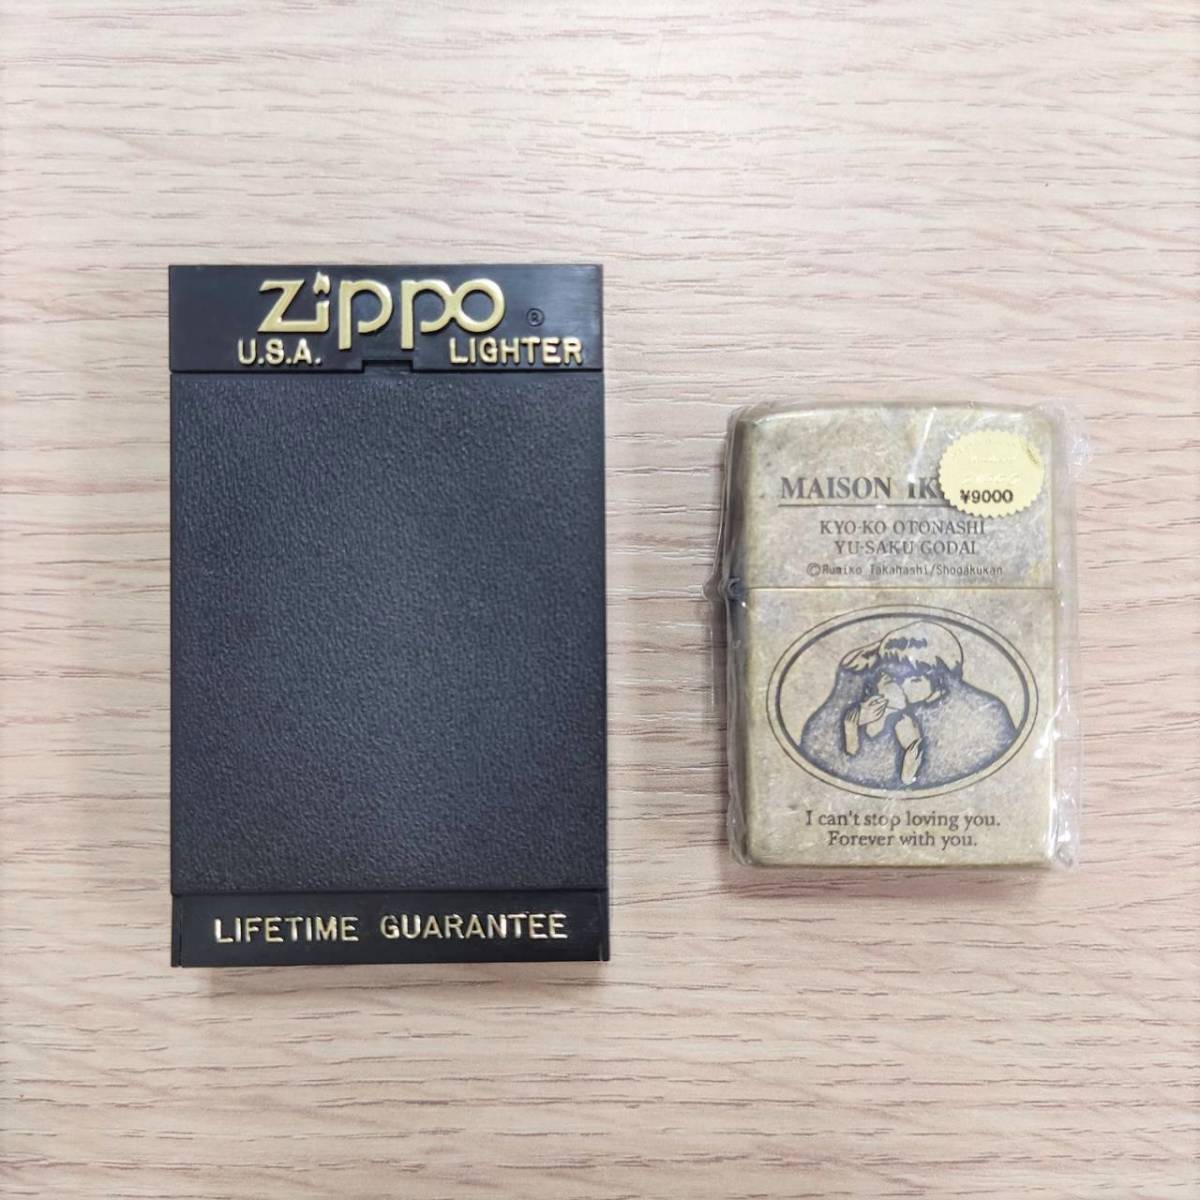 Zippo ®
U.S.A. LIGHTER
LIFETIME GUARANTEE
MAISON
¥9000
KYO-KO OTONASHI
YU-SAKU GODAI
©Rumiko Takahashi/Shogakukan
I can't stop loving you.
Forever with you.